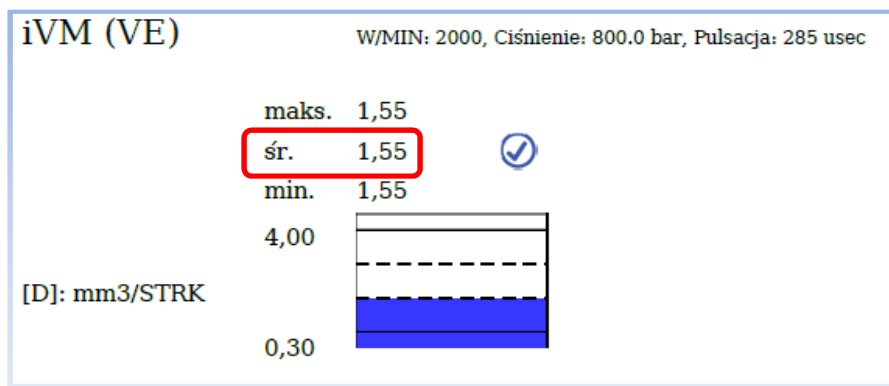 iVM (VE)
W/MIN: 2000, Ciśnienie: 800.0 bar, Pulsacja: 285 usec
maks. 1,55
śr. 1,55
min. 1,55
4,00
[D]: mm3/STRK
0,30